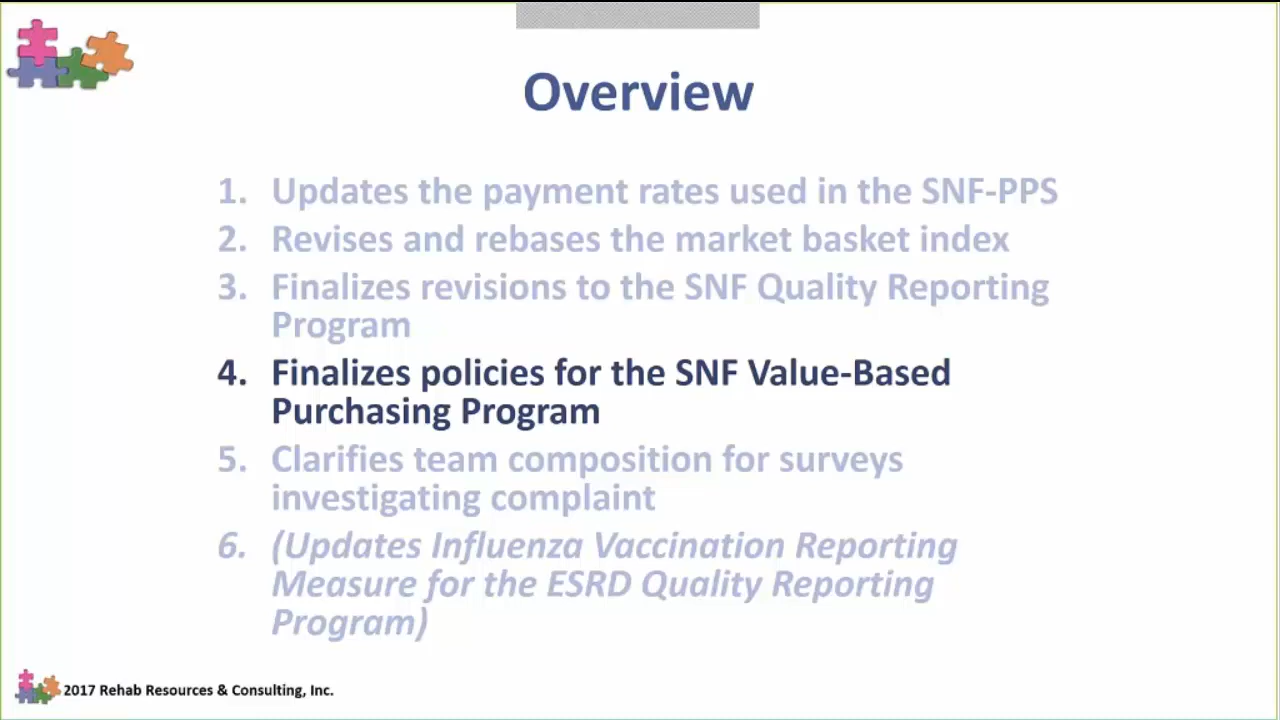 Overview
1. Updates the payment rates used in the SNF-PPS
2. Revises and rebases the market basket index
3. Finalizes revisions to the SNF Quality Reporting
Program
4. Finalizes policies for the SNF Value-Based
Purchasing Program
5. Clarifies team composition for surveys
investigating complaint
6. (Updates Influenza Vaccination Reporting
Measure for the ESRD Quality Reporting
Program)
2017 Rehab Resources & Consulting, Inc.